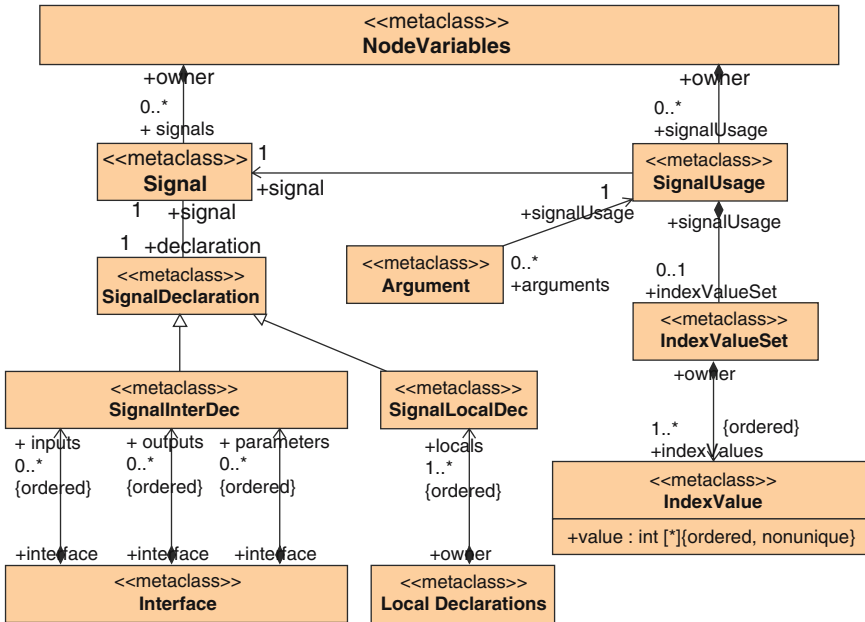 <<metaclass>>
NodeVariables
+owner
+owner
0..*
+ signals
0..*
+signalUsage
<<metaclass>>
Signal
1
+signal
<<metaclass>>
SignalUsage
1
+signalUsage
+signalUsage
1
+signal
1
+declaration
<<metaclass>>
Argument
0..*
+arguments
0..1
+indexValueSet
<<metaclass>>
SignalDeclaration
<<metaclass>>
IndexValueSet
+owner
<<metaclass>>
SignalInterDec
<<metaclass>>
SignalLocalDec
+ inputs
0..*
{ordered}
+ outputs
0..*
{ordered}
+ parameters
0..*
{ordered}
+locals
1..*
{ordered}
1..*
{ordered}
+indexValues
<<metaclass>>
IndexValue
+value : int [*]{ordered, nonunique}
+interface
+interface
+interface
+owner
<<metaclass>>
Interface
<<metaclass>>
Local Declarations